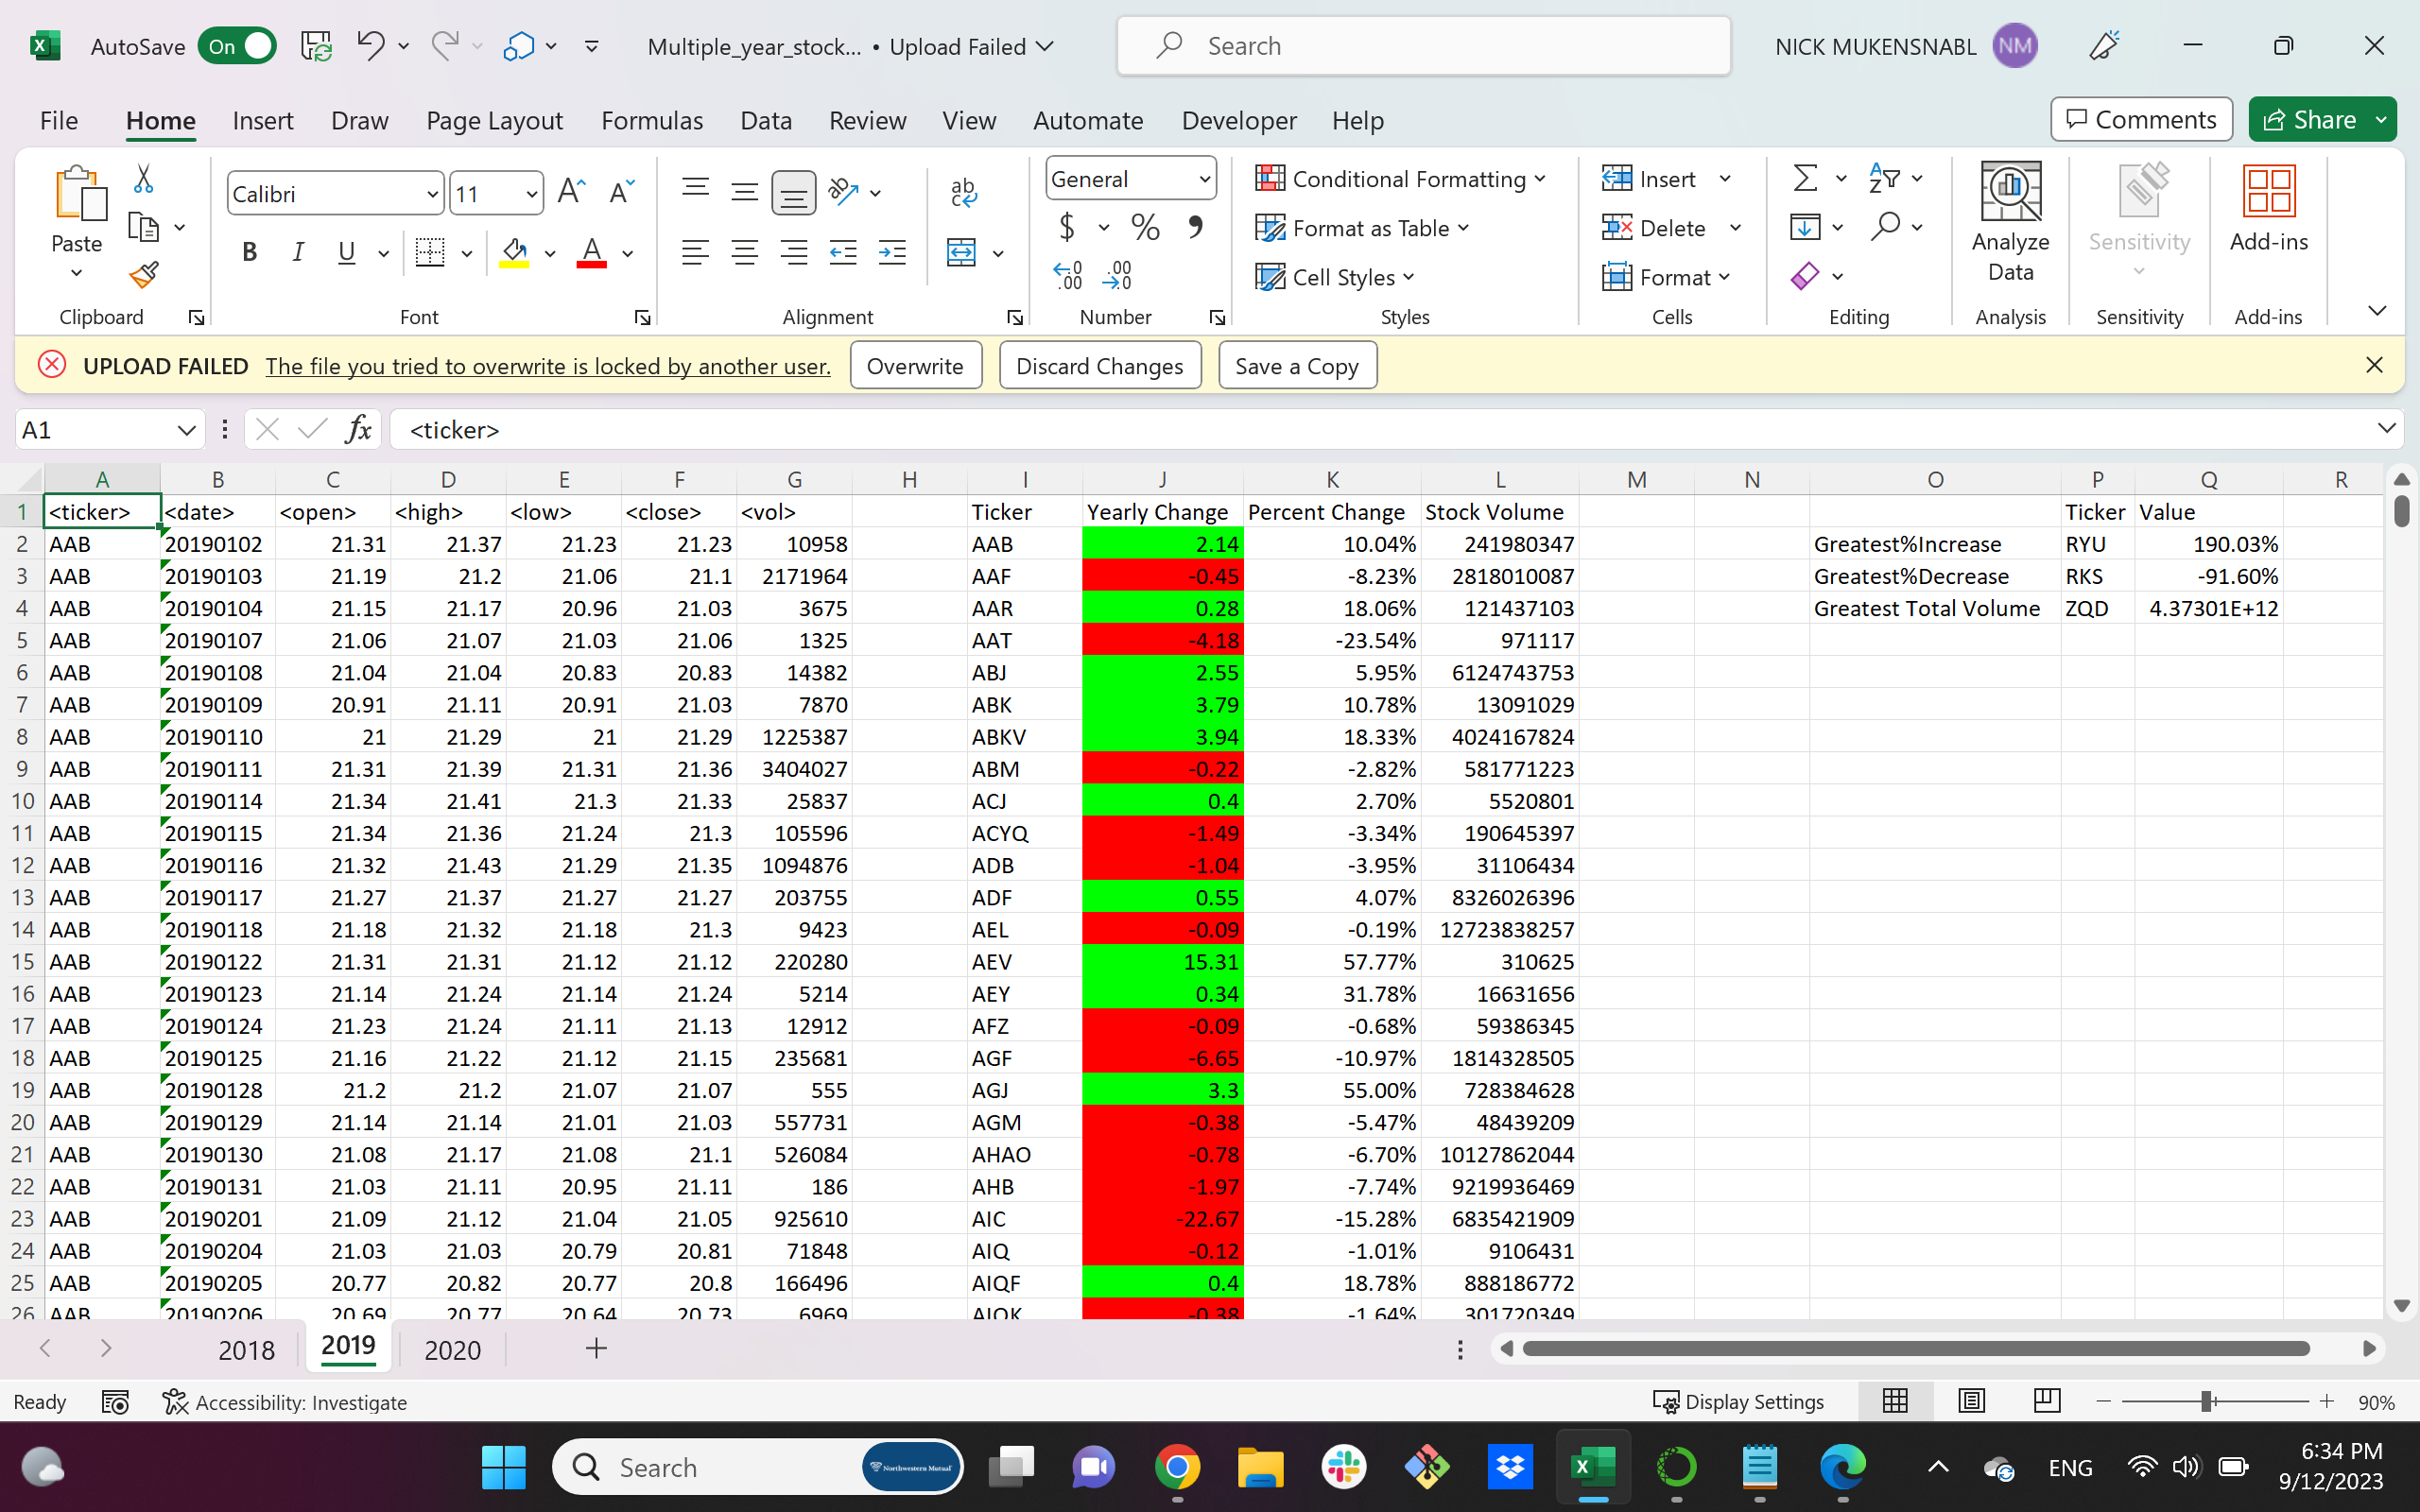 AutoSave On Multiple_year_stock... • Upload Failed Search NICK MUKENSNABL NM
File Home Insert Draw Page Layout Formulas Data Review View Automate Developer Help Comments Share
Paste Calibri 11 General Conditional Formatting Format as Table Cell Styles Insert Delete Format Analyze Data Sensitivity Add-ins
Clipboard Font Alignment Number Styles Cells Editing Analysis Sensitivity Add-ins
UPLOAD FAILED The file you tried to overwrite is locked by another user. Overwrite Discard Changes Save a Copy
A1 fx <ticker>
A B C D E F G H I J K L M N O P Q R
1 <ticker> <date> <open> <high> <low> <close> <vol> Ticker Yearly Change Percent Change Stock Volume Ticker Value
2 AAB 20190102 21.31 21.37 21.23 21.23 10958 AAB 2.14 10.04% 241980347 Greatest%Increase RYU 190.03%
3 AAB 20190103 21.19 21.2 21.06 21.1 2171964 AAF -0.45 -8.23% 2818010087 Greatest%Decrease RKS -91.60%
4 AAB 20190104 21.15 21.17 20.96 21.03 3675 AAR 0.28 18.06% 121437103 Greatest Total Volume ZQD 4.37301E+12
5 AAB 20190107 21.06 21.07 21.03 21.06 1325 AAT -4.18 -23.54% 971117
6 AAB 20190108 21.04 21.04 20.83 20.83 14382 ABJ 2.55 5.95% 6124743753
7 AAB 20190109 20.91 21.11 20.91 21.03 7870 ABK 3.79 10.78% 13091029
8 AAB 20190110 21 21.29 21 21.29 1225387 ABKV 3.94 18.33% 4024167824
9 AAB 20190111 21.31 21.39 21.31 21.36 3404027 ABM -0.22 -2.82% 581771223
10 AAB 20190114 21.34 21.41 21.3 21.33 25837 ACJ 0.4 2.70% 5520801
11 AAB 20190115 21.34 21.36 21.24 21.3 105596 ACYQ -1.49 -3.34% 190645397
12 AAB 20190116 21.32 21.43 21.29 21.35 1094876 ADB -1.04 -3.95% 31106434
13 AAB 20190117 21.27 21.37 21.27 21.27 203755 ADF 0.55 4.07% 8326026396
14 AAB 20190118 21.18 21.32 21.18 21.3 9423 AEL -0.09 -0.19% 12723838257
15 AAB 20190122 21.31 21.31 21.12 21.12 220280 AEV 15.31 57.77% 310625
16 AAB 20190123 21.14 21.24 21.14 21.24 5214 AEY 0.34 31.78% 16631656
17 AAB 20190124 21.23 21.24 21.11 21.13 12912 AFZ -0.09 -0.68% 59386345
18 AAB 20190125 21.16 21.22 21.12 21.15 235681 AGF -6.65 -10.97% 1814328505
19 AAB 20190128 21.2 21.2 21.07 21.07 555 AGJ 3.3 55.00% 728384628
20 AAB 20190129 21.14 21.14 21.01 21.03 557731 AGM -0.38 -5.47% 48439209
21 AAB 20190130 21.08 21.17 21.08 21.1 526084 AHAO -0.78 -6.70% 10127862044
22 AAB 20190131 21.03 21.11 20.95 21.11 186 AHB -1.97 -7.74% 9219936469
23 AAB 20190201 21.09 21.12 21.04 21.05 925610 AIC -22.67 -15.28% 6835421909
24 AAB 20190204 21.03 21.03 20.79 20.81 71848 AIQ -0.12 -1.01% 9106431
25 AAB 20190205 20.77 20.82 20.77 20.8 166496 AIQF 0.4 18.78% 888186772
26 AAB 20190206 20.69 20.77 20.64 20.73 6969 AIQK -0.38 -1.64% 301720349
2018 2019 2020
Ready Accessibility: Investigate Display Settings 90%
Search Northwestern Mutual ENG 6:34 PM
9/12/2023